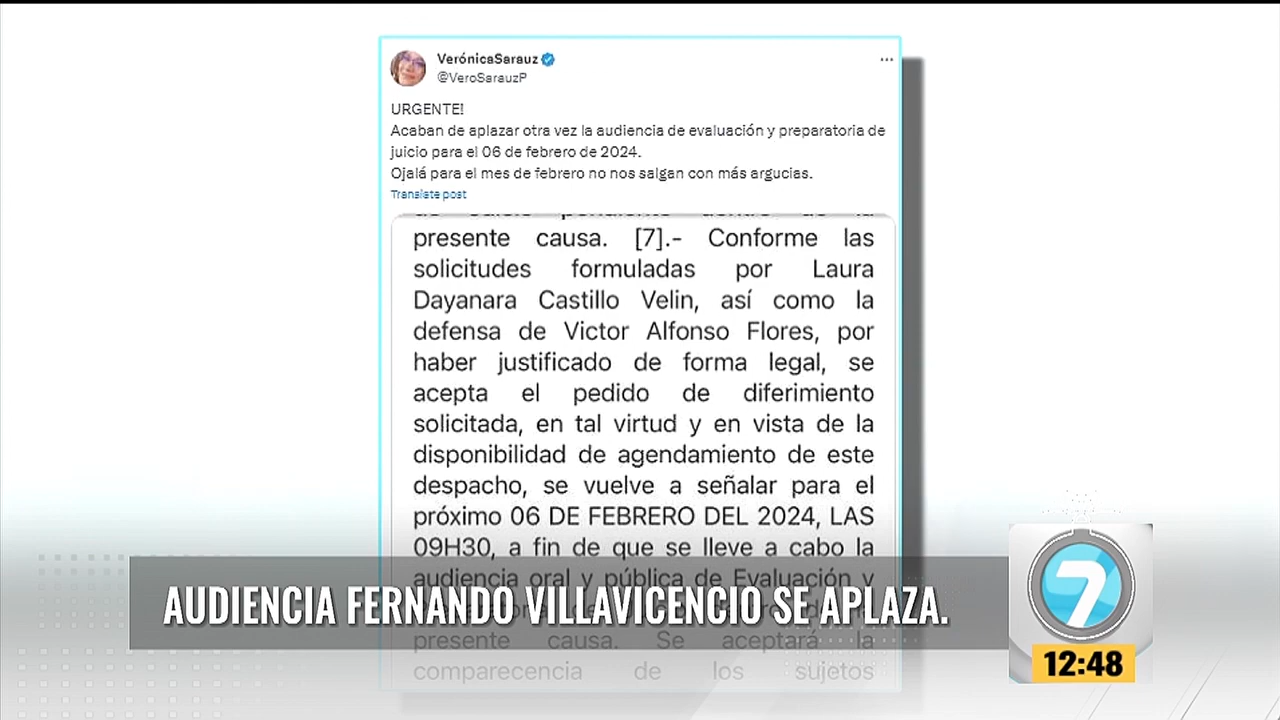 VerónicaSarauz
@VeroSarauzP
URGENTE!
Acaban de aplazar otra vez la audiencia de evaluación y preparatoria de
juicio para el 06 de febrero de 2024.
Ojalá para el mes de febrero no nos salgan con más argucias.
Translate post
presente causa. [7].- Conforme las
solicitudes formuladas por Laura
Dayanara Castillo Velin, así como la
defensa de Victor Alfonso Flores, por
haber justificado de forma legal, se
acepta el pedido de diferimiento
solicitada, en tal virtud y en vista de la
disponibilidad de agendamiento de este
despacho, se vuelve a señalar para el
próximo 06 DE FEBRERO DEL 2024, LAS
09H30, a fin de que se lleve a cabo la
audiencia oral y pública de Evaluación y
presente causa. Se aceptará la
comparecencia de los sujetos
AUDIENCIA FERNANDO VILLAVICENCIO SE APLAZA.
7
12:48